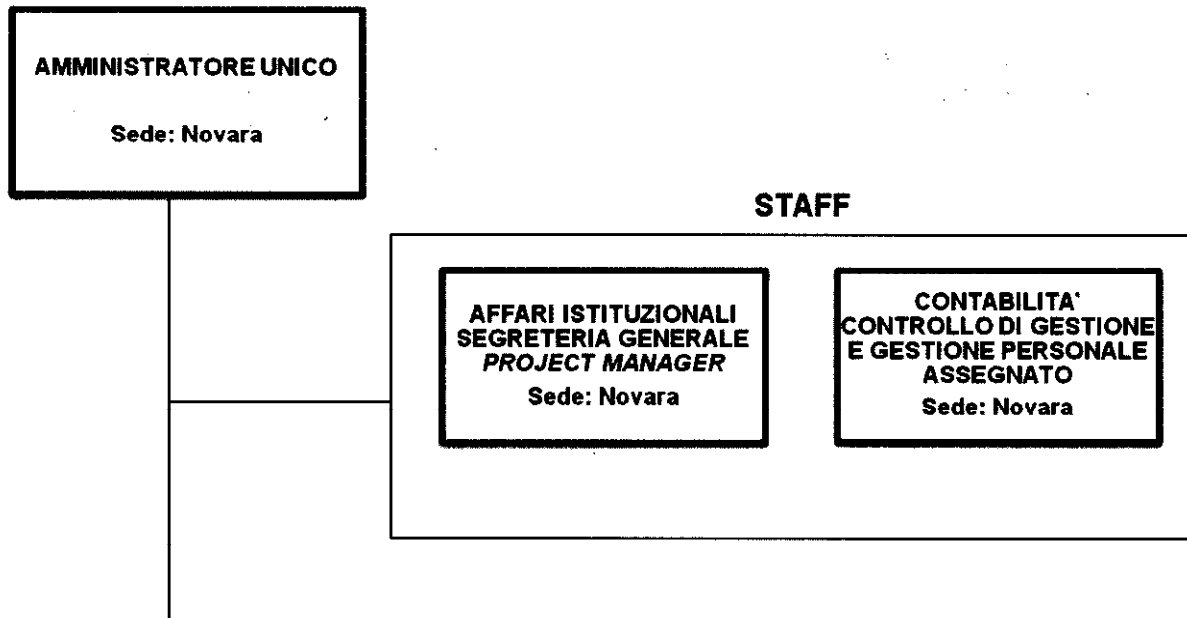 AMMINISTRATORE UNICO
Sede: Novara
STAFF
AFFARI ISTITUZIONALI
SEGRETERIA GENERALE
PROJECT MANAGER
Sede: Novara
CONTABILITA'
CONTROLLO DI GESTIONE
E GESTIONE PERSONALE
ASSEGNATO
Sede: Novara